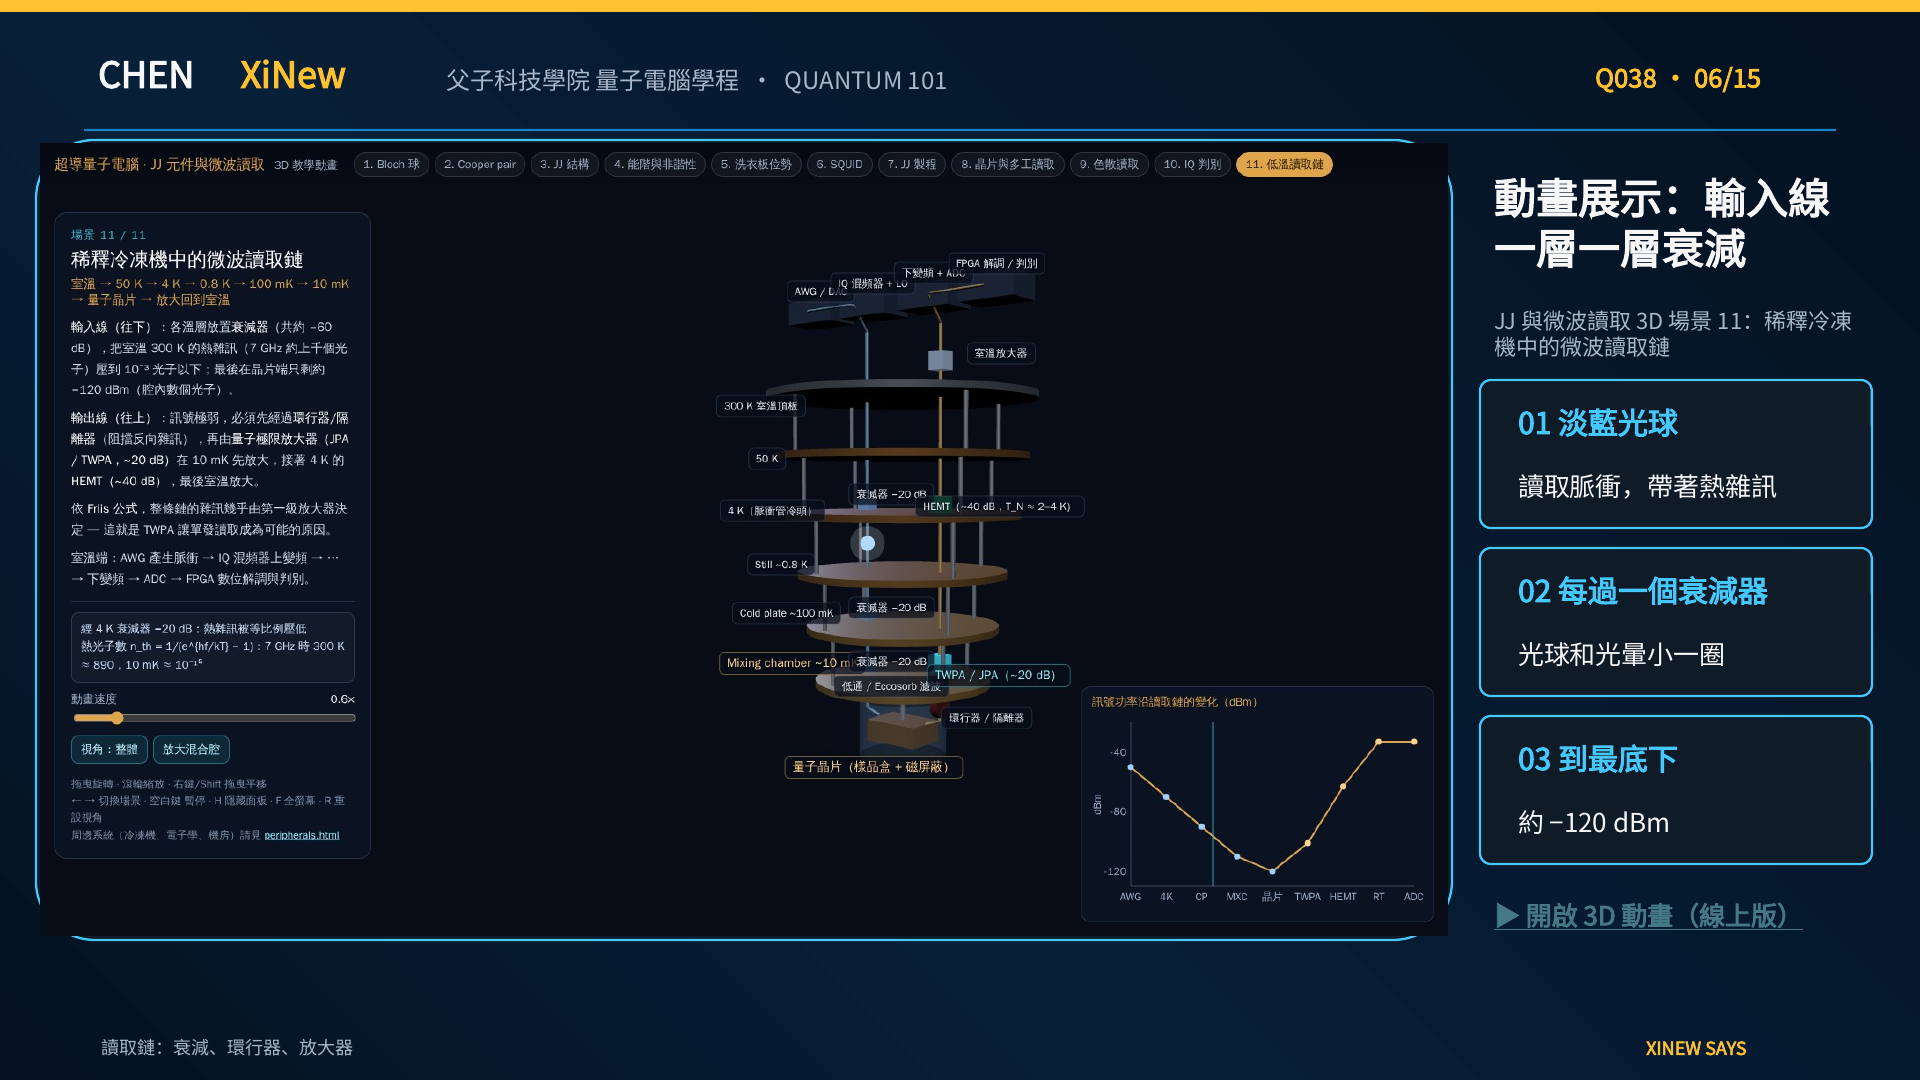 CHEN XiNew 父子科技學院 量子電腦學程 · QUANTUM 101 Q038 · 06/15
超導量子電腦 · JJ 元件與微波讀取 3D 教學動畫 1. Bloch 球 2. Cooper pair 3. JJ 結構 4. 能階與非諧性 5. 洗衣板位勢 6. SQUID 7. JJ 製程 8. 晶片與多工讀取 9. 色散讀取 10. IQ 判別 11. 低溫讀取鏈
場景 11 / 11
稀釋冷凍機中的微波讀取鏈
室溫 → 50 K → 4 K → 0.8 K → 100 mK → 10 mK
→ 量子晶片 → 放大回到室溫
輸入線（往下）：各溫層放置衰減器（共約 −60
dB），把室溫 300 K 的熱雜訊（7 GHz 約上千個光
子）壓到 10⁻³ 光子以下；最後在晶片端只剩約
−120 dBm（腔內數個光子）。
輸出線（往上）：訊號極弱，必須先經過環行器/隔
離器（阻擋反向雜訊），再由量子極限放大器（JPA
/ TWPA，~20 dB）在 10 mK 先放大，接著 4 K 的
HEMT（~40 dB），最後室溫放大。
依 Friis 公式，整條鏈的雜訊幾乎由第一級放大器決
定 — 這就是 TWPA 讓單發讀取成為可能的原因。
室溫端：AWG 產生脈衝 → IQ 混頻器上變頻 → ⋯
→ 下變頻 → ADC → FPGA 數位解調與判別。
經 4 K 衰減器 −20 dB：熱雜訊被等比例壓低
熱光子數 n_th = 1/(e^{hf/kT} − 1)：7 GHz 時 300 K
≈ 890，10 mK ≈ 10⁻¹⁵
動畫速度 0.6×
視角：整體 放大混合腔
拖曳旋轉 · 滾輪縮放 · 右鍵/Shift 拖曳平移
← → 切換場景 · 空白鍵 暫停 · H 隱藏面板 · F 全螢幕 · R 重
設視角
周邊系統（冷凍機、電子學、機房）請見 peripherals.html
FPGA 解調 / 判別
下變頻 + ADC
IQ 混頻器 + LO
AWG /
室溫放大器
300 K 室溫頂板
50 K
衰減器 −20 dB
4 K（脈衝管冷頭）
HEMT（~40 dB，T_N ≈ 2–4 K）
Still ~0.8 K
衰減器 −20 dB
Cold plate ~100 mK
Mixing chamber ~10
衰減器 −20 dB
TWPA / JPA（~20 dB）
低通 / Eccosorb 濾波
環行器 / 隔離器
量子晶片（樣品盒 + 磁屏蔽）
訊號功率沿讀取鏈的變化（dBm）
-40
-80
-120
dBm
AWG 4K CP MXC 晶片 TWPA HEMT RT ADC
動畫展示：輸入線
一層一層衰減
JJ 與微波讀取 3D 場景 11：稀釋冷凍
機中的微波讀取鏈
01 淡藍光球
讀取脈衝，帶著熱雜訊
02 每過一個衰減器
光球和光暈小一圈
03 到最底下
約 −120 dBm
▶ 開啟 3D 動畫（線上版）
讀取鏈：衰減、環行器、放大器
XINEW SAYS